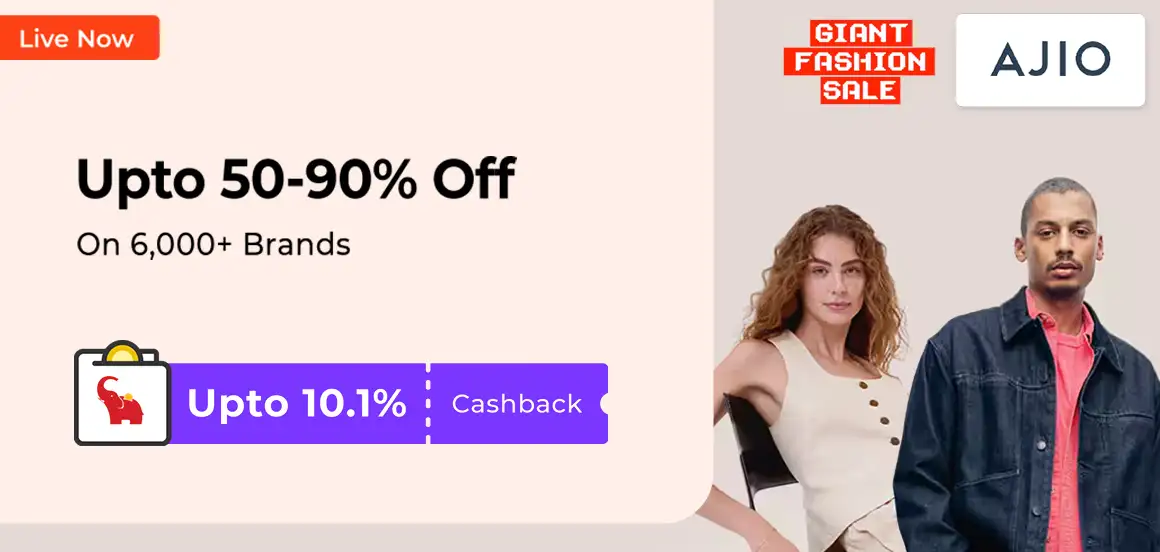 Live Now
GIANT
FASHION
SALE
AJIO
Upto 50-90% Off
On 6,000+ Brands
Upto 10.1%
Cashback